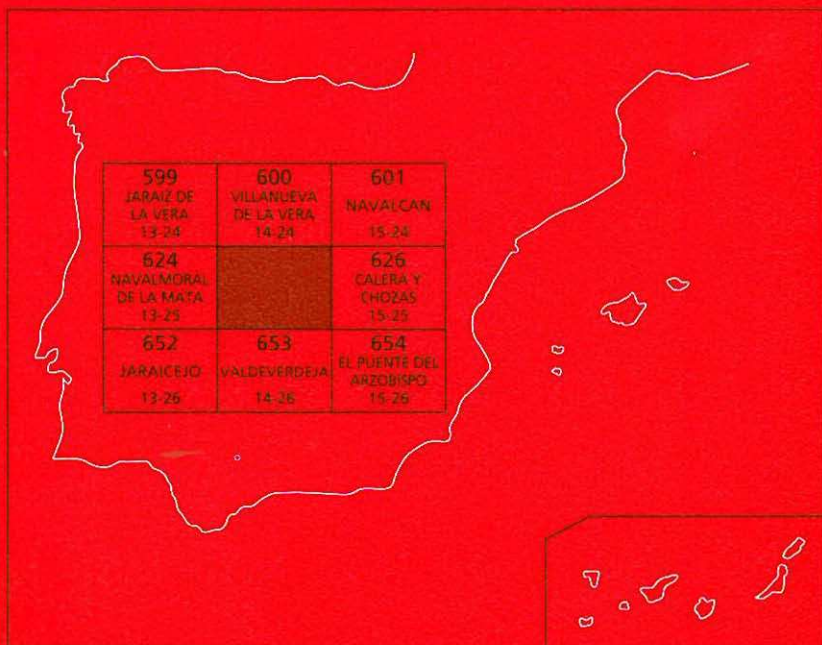 599
JARAIZ DE
LA VERA
13-24
600
VILLANUEVA
DE LA VERA
14-24
601
NAVALCAN
15-24
624
NAVALMORAL
DE LA MATA
13-25
626
CALERA Y
CHOZAS
15-25
652
JARAICEJO
13-26
653
VALDEVERDEJA
14-26
654
EL PUENTE DEL
ARZOBISPO
15-26